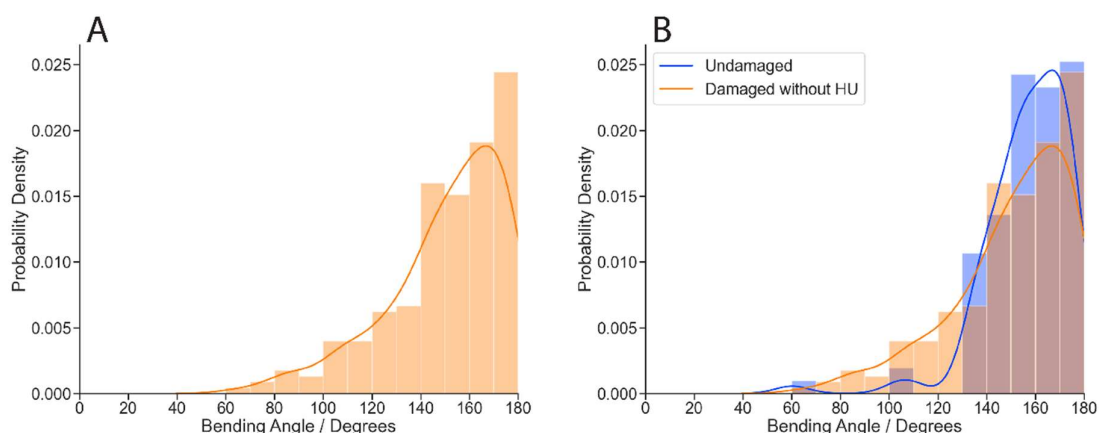 A
0.025
0.020
0.015
0.010
0.005
0.000
Probability Density
0 20 40 60 80 100 120 140 160 180
Bending Angle / Degrees
B
Undamaged
Damaged without HU
0.025
0.020
0.015
0.010
0.005
0.000
Probability Density
0 20 40 60 80 100 120 140 160 180
Bending Angle / Degrees